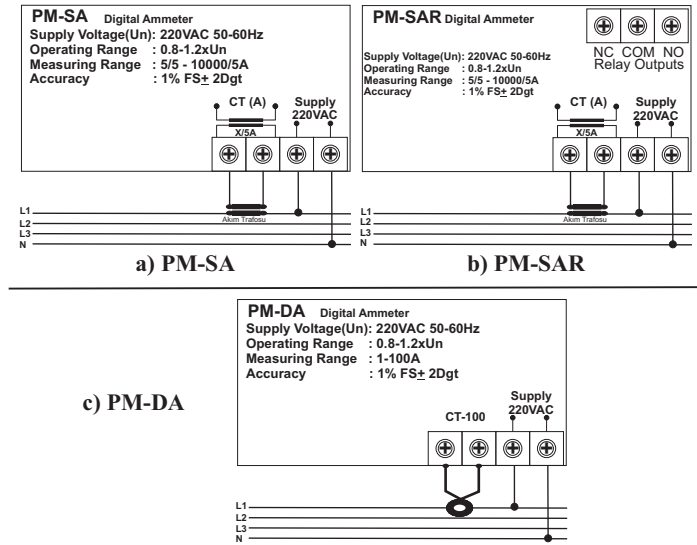 PM-SA Digital Ammeter
Supply Voltage(Un): 220VAC 50-60Hz
Operating Range : 0.8-1.2xUn
Measuring Range : 5/5 - 10000/5A
Accuracy : 1% FS± 2Dgt
CT (A)
X/5A
Supply
220VAC
L1
L2
L3
N
Akım Trafosu
a) PM-SA
PM-SAR Digital Ammeter
NC COM NO
Relay Outputs
Supply Voltage(Un): 220VAC 50-60Hz
Operating Range : 0.8-1.2xUn
Measuring Range : 5/5 - 10000/5A
Accuracy : 1% FS± 2Dgt
CT (A)
X/5A
Supply
220VAC
L1
L2
L3
N
Akım Trafosu
b) PM-SAR
PM-DA Digital Ammeter
Supply Voltage(Un): 220VAC 50-60Hz
Operating Range : 0.8-1.2xUn
Measuring Range : 1-100A
Accuracy : 1% FS± 2Dgt
c) PM-DA
CT-100
Supply
220VAC
L1
L2
L3
N